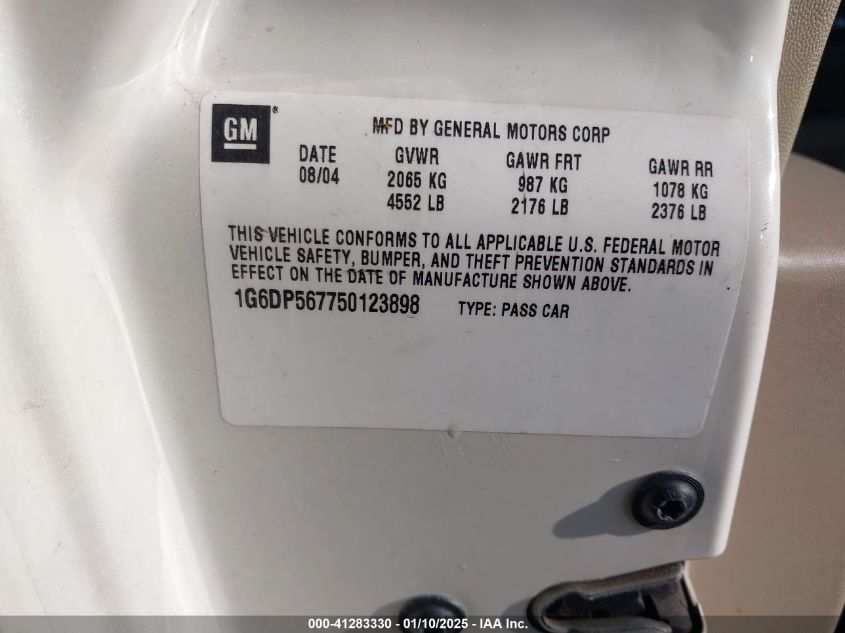 GM
MFD BY GENERAL MOTORS CORP
DATE GVWR GAWR FRT GAWR RR
08/04 2065 KG 987 KG 1078 KG
4552 LB 2176 LB 2376 LB
THIS VEHICLE CONFORMS TO ALL APPLICABLE U.S. FEDERAL MOTOR
VEHICLE SAFETY, BUMPER, AND THEFT PREVENTION STANDARDS IN
EFFECT ON THE DATE OF MANUFACTURE SHOWN ABOVE.
1G6DP567750123898 TYPE: PASS CAR
000-41283330 - 01/10/2025 - IAA Inc.